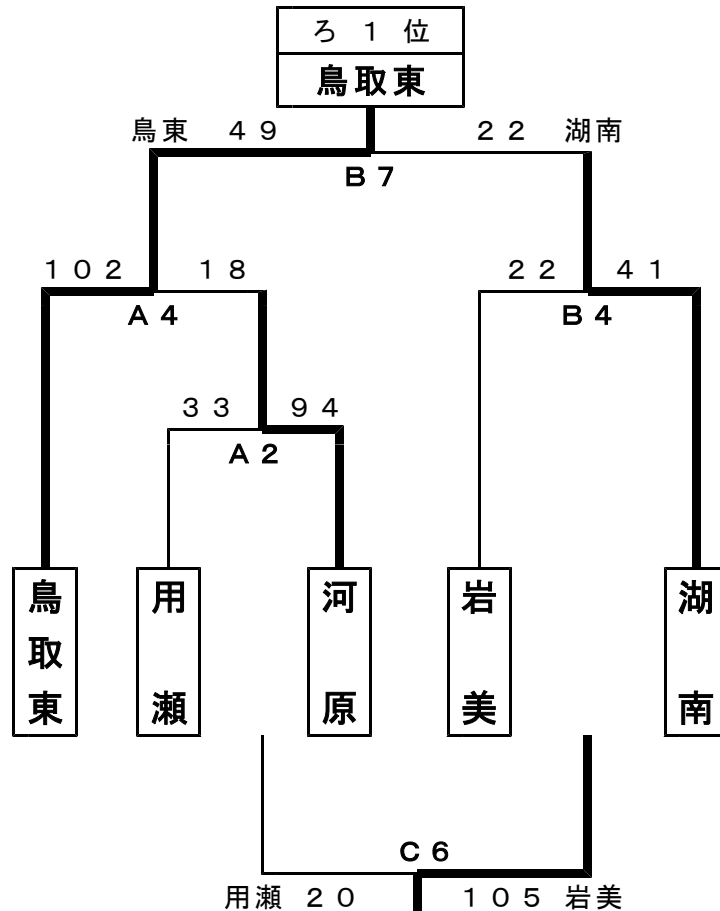 ろ １ 位
鳥取東
鳥東 ４９ ２２ 湖南
Ｂ７
１０２ １８ ２２ ４１
Ａ４ Ｂ４
３３ ９４
Ａ２
鳥取東 用瀬 河原 岩美 湖南
Ｃ６
用瀬 ２０ １０５ 岩美